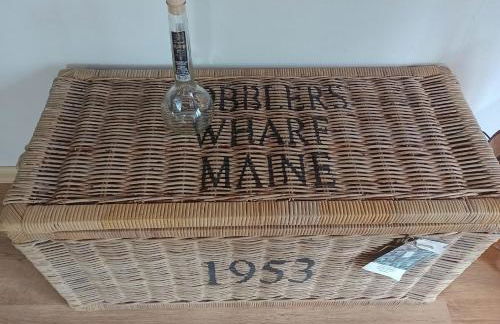 OBBLERS
WHARF
MAINE
1953